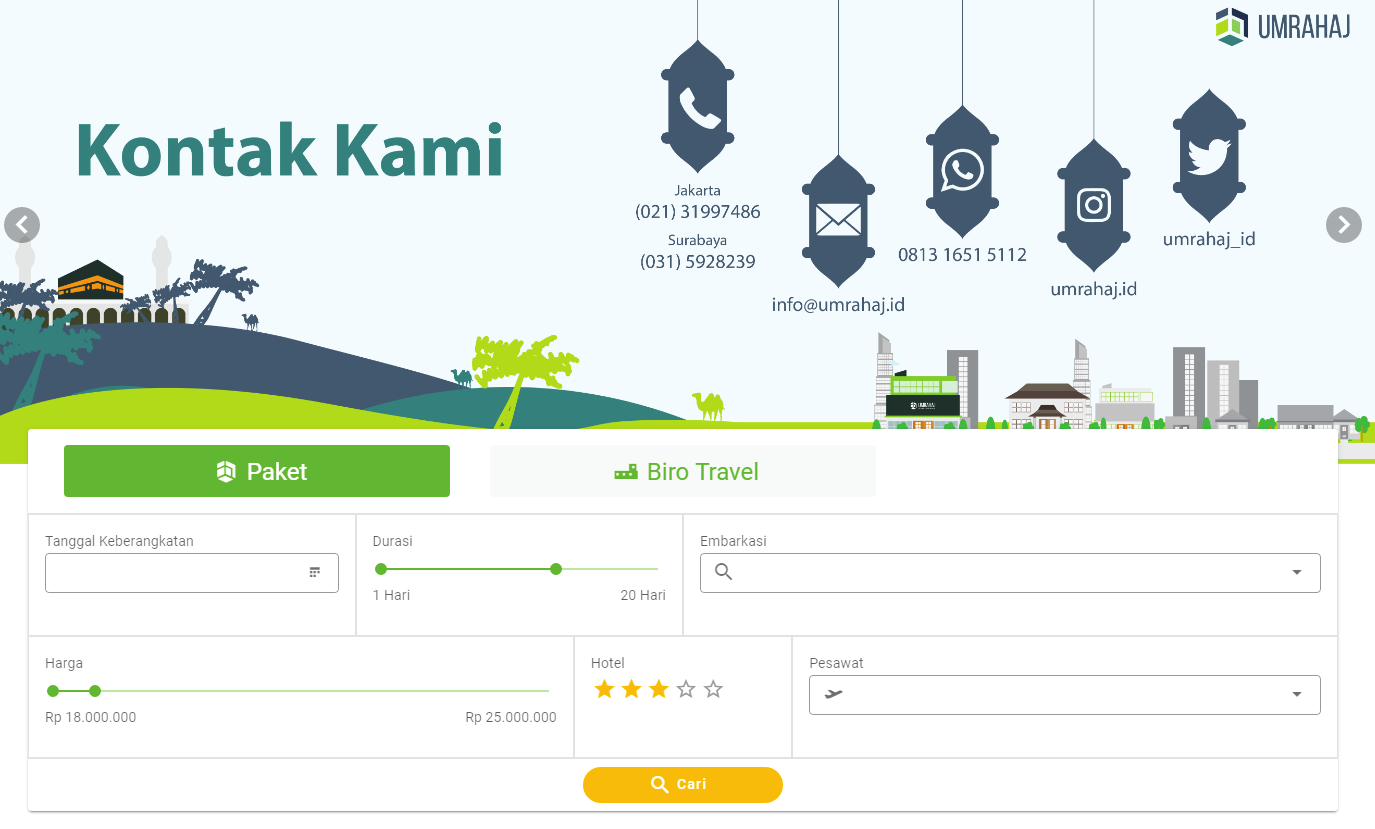 UMRAHAJ
Kontak Kami
Jakarta
(021) 31997486
Surabaya
(031) 5928239
info@umrahaj.id
0813 1651 5112
umrahaj.id
umrahaj_id
UMRAHAJ
Paket
Biro Travel
Tanggal Keberangkatan
Durasi
1 Hari
20 Hari
Embarkasi
Harga
Rp 18.000.000
Rp 25.000.000
Hotel
Pesawat
Cari